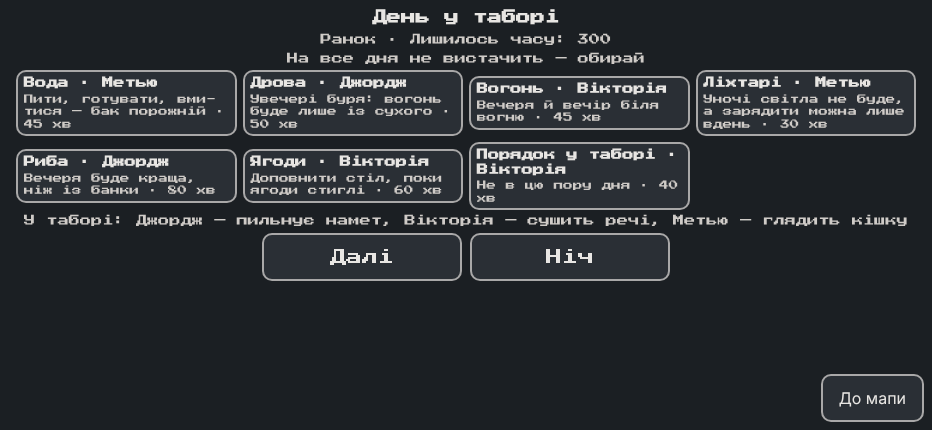 День у таборі
Ранок · Лишилось часу: 300
На все дня не вистачить — обирай
Вода · Метью
Пити, готувати, вми-
тися — бак порожній ·
45 хв
Дрова · Джордж
Увечері буря: вогонь
буде лише із сухого ·
50 хв
Вогонь · Вікторія
Вечеря й вечір біля
вогню · 45 хв
Ліхтарі · Метью
Уночі світла не буде,
а зарядити можна лише
вдень · 30 хв
Риба · Джордж
Вечеря буде краща,
ніж із банки · 80 хв
Ягоди · Вікторія
Доповнити стіл, поки
ягоди стиглі · 60 хв
Порядок у таборі ·
Вікторія
Не в цю пору дня · 40
хв
У таборі: Джордж — пильнує намет, Вікторія — сушить речі, Метью — глядить кішку
Далі
Ніч
До мапи